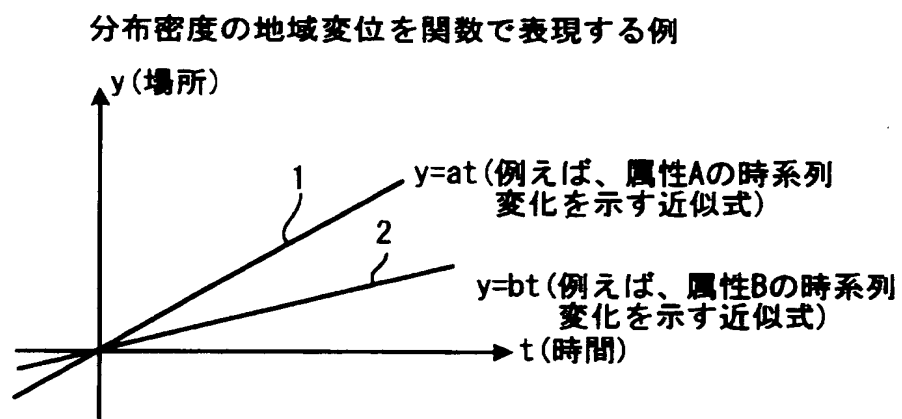 分布密度の地域変位を関数で表現する例
y(場所)
1
y=at(例えば、属性Aの時系列
変化を示す近似式)
2
y=bt(例えば、属性Bの時系列
変化を示す近似式)
t(時間)